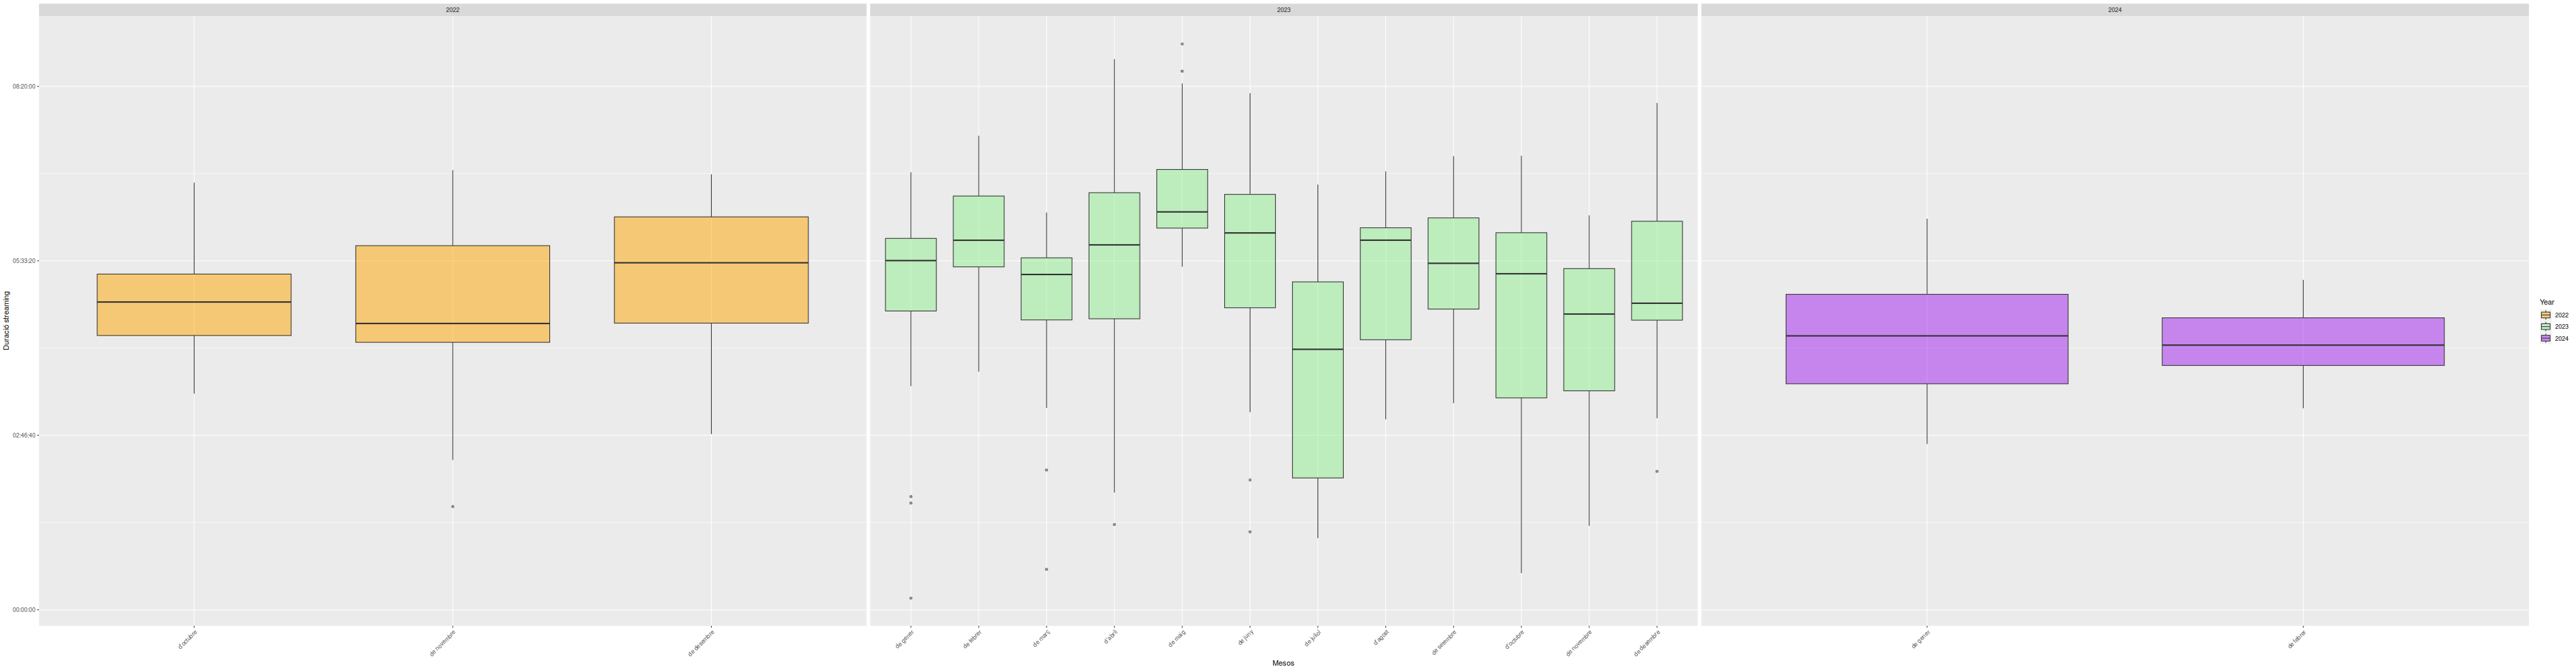 2022
2023
2024
08:20:00
05:33:20
02:46:40
00:00:00
Duració streaming
d'octubre
de novembre
de desembre
de gener
de febrer
de març
d'abril
de maig
de juny
de juliol
d'agost
de setembre
d'octubre
de novembre
de desembre
de gener
de febrer
Mesos
Year
2022
2023
2024